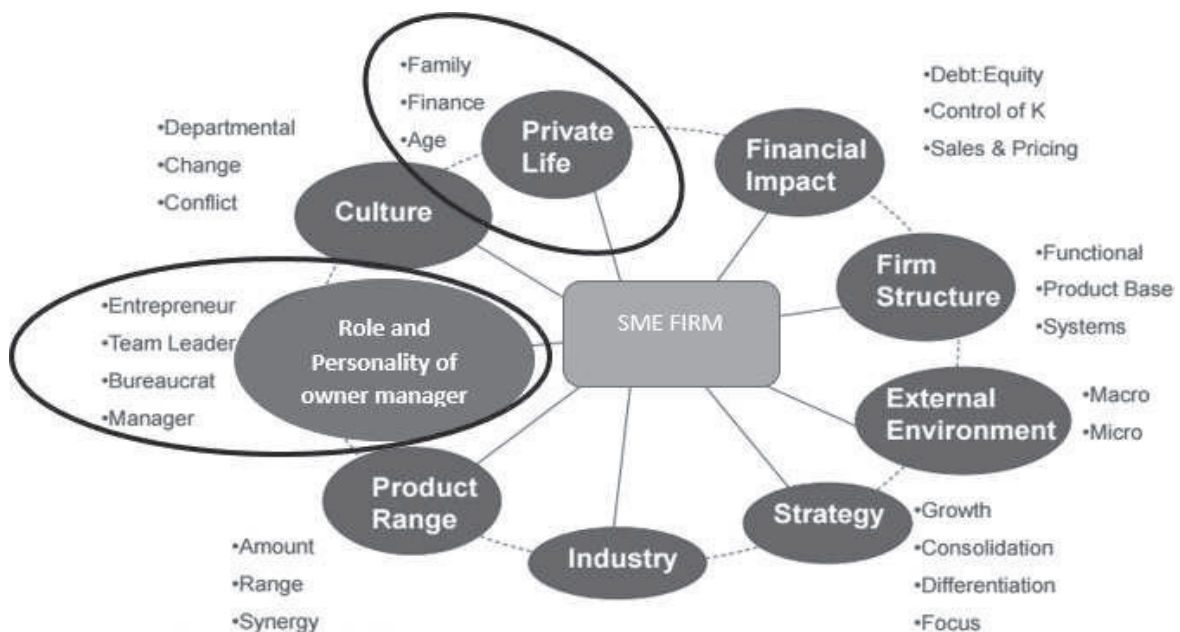 •Family
•Finance
•Age
Private
Life
•Debt:Equity
•Control of K
•Sales & Pricing
Financial
Impact
•Departmental
•Change
•Conflict
Culture
Firm
Structure
•Functional
•Product Base
•Systems
•Entrepreneur
•Team Leader
•Bureaucrat
•Manager
Role and
Personality of
owner manager
SME FIRM
External
Environment
•Macro
•Micro
Product
Range
•Amount
•Range
•Synergy
Industry
Strategy
•Growth
•Consolidation
•Differentiation
•Focus